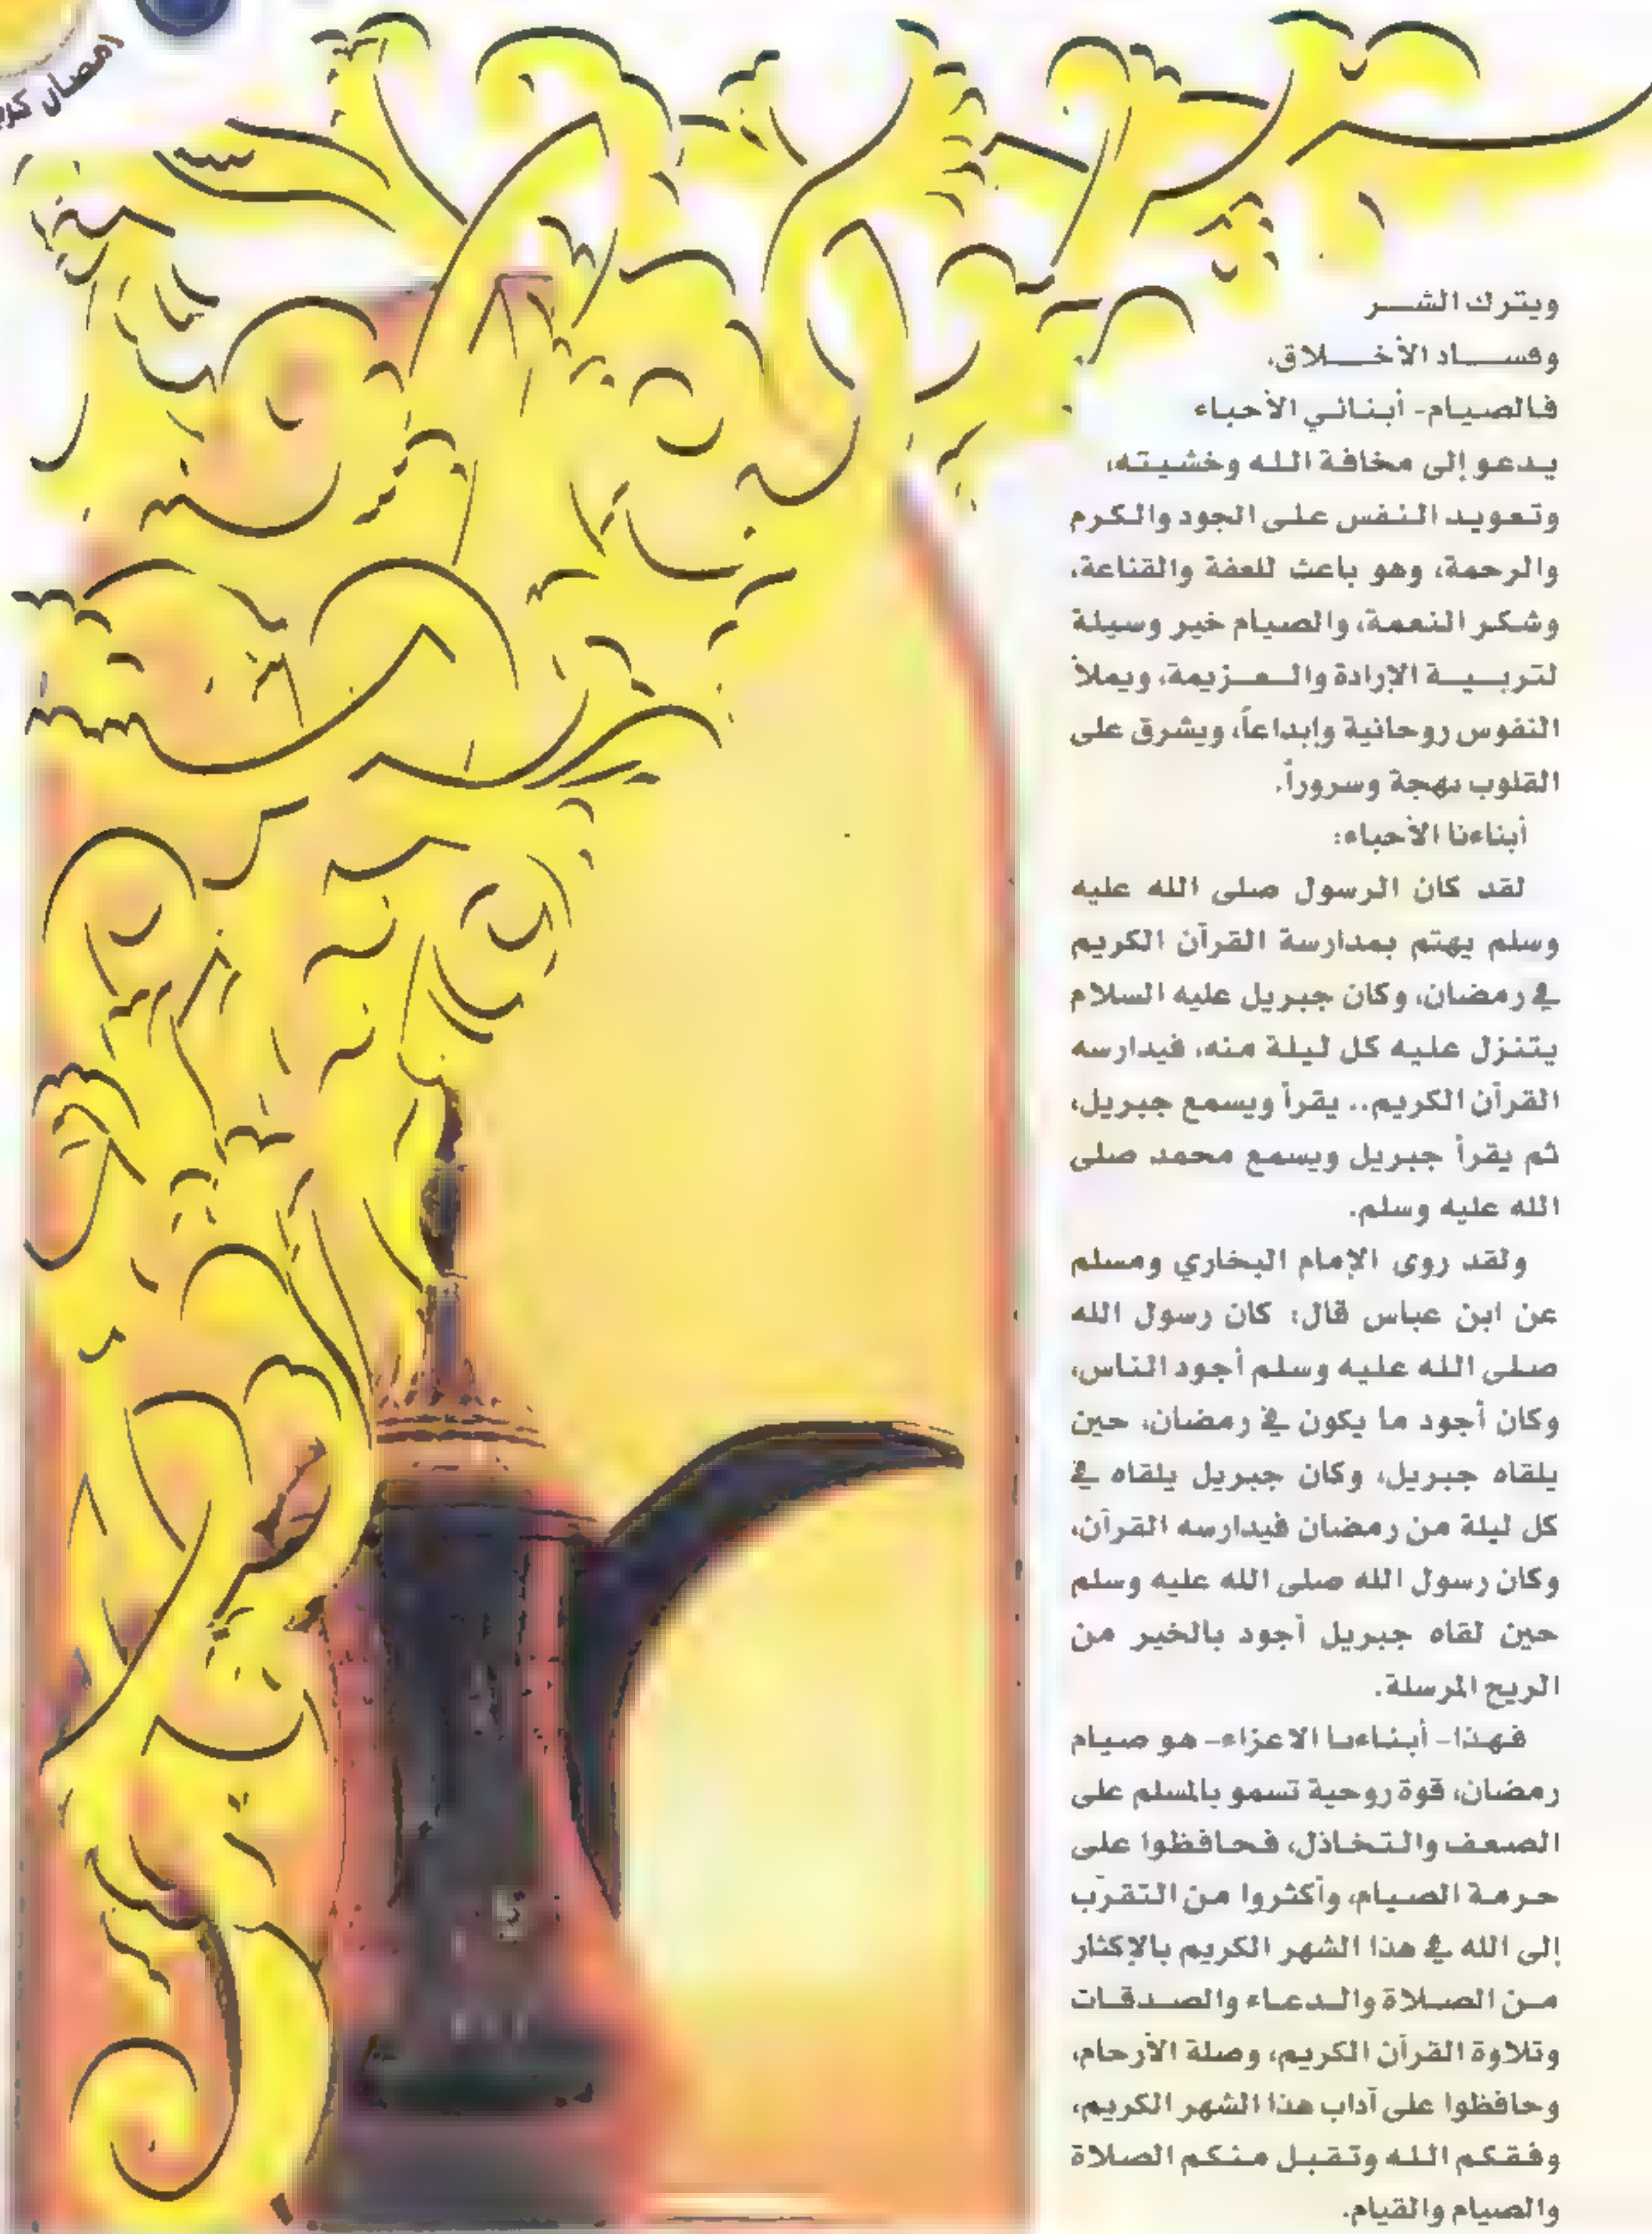 رمضان كريم
ويترك الشــر
وفســاد الأخــلاق.
فالصيام- أبنائي الأحباء
يدعو إلى مخافة الله وخشيته،
وتعويد النفس على الجود والكرم
والرحمة، وهو باعث للعفة والقناعة،
وشكر النعمة، والصيام خير وسيلة
لتربيــة الإرادة والــعــزيمة، ويملأ
النفوس روحانية وإبداعاً، ويشرق على
القلوب بهجة وسروراً.
أبناءنا الأحباء:
لقد كان الرسول صلى الله عليه
وسلم يهتم بمدارسة القرآن الكريم
في رمضان، وكان جبريل عليه السلام
يتنزل عليه كل ليلة منه، فيدارسه
القرآن الكريم.. يقرأ ويسمع جبريل،
ثم يقرأ جبريل ويسمع محمد صلى
الله عليه وسلم.
ولقد روى الإمام البخاري ومسلم
عن ابن عباس قال: كان رسول الله
صلى الله عليه وسلم أجود الناس،
وكان أجود ما يكون في رمضان، حين
يلقاه جبريل، وكان جبريل يلقاه في
كل ليلة من رمضان فيدارسه القرآن،
وكان رسول الله صلى الله عليه وسلم
حين لقاه جبريل أجود بالخير من
الريح المرسلة.
فهذا- أبناءنا الاعزاء- هو صيام
رمضان، قوة روحية تسمو بالمسلم على
الضعف والتخاذل، فحافظوا على
حرمة الصيام، وأكثروا من التقرّب
إلى الله في هذا الشهر الكريم بالإكثار
من الصلاة والدعاء والصدقات
وتلاوة القرآن الكريم، وصلة الأرحام،
وحافظوا على آداب هذا الشهر الكريم،
وفقكم الله وتقبل منكم الصلاة
والصيام والقيام.